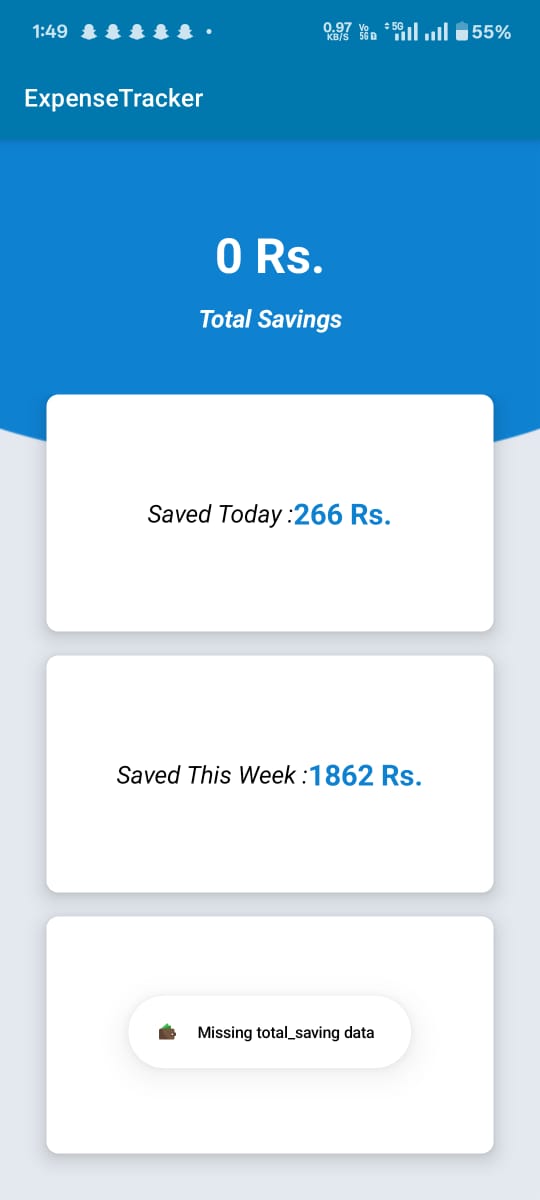 1:49
0.97 KB/S Vo 5G 5G 55%
ExpenseTracker
0 Rs.
Total Savings
Saved Today :266 Rs.
Saved This Week :1862 Rs.
Missing total_saving data